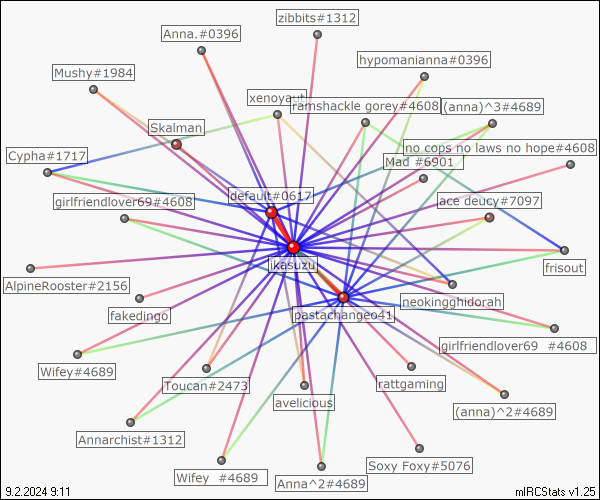 zibbits#1312
Anna.#0396
hypomanianna#0396
Mushy#1984
xenoyaut
ramshackle gorey#4608
(anna)^3#4689
Skalman
no cops no laws no hope#4608
Cypha#1717
Mad #6901
default#0617
girlfriendlover69#4608
ace deucy#7097
ikasuzu
frisout
AlpineRooster#2156
neokinghidorah
fakedingo
pastachangeo41
girlfriendlover69 #4608
Wifey#4689
Toucan#2473
rattgaming
avelicious
(anna)^2#4689
Annarchist#1312
Soxy Foxy#5076
Wifey #4689
Anna^2#4689
9.2.2024 9:11
mIRCStats v1.25